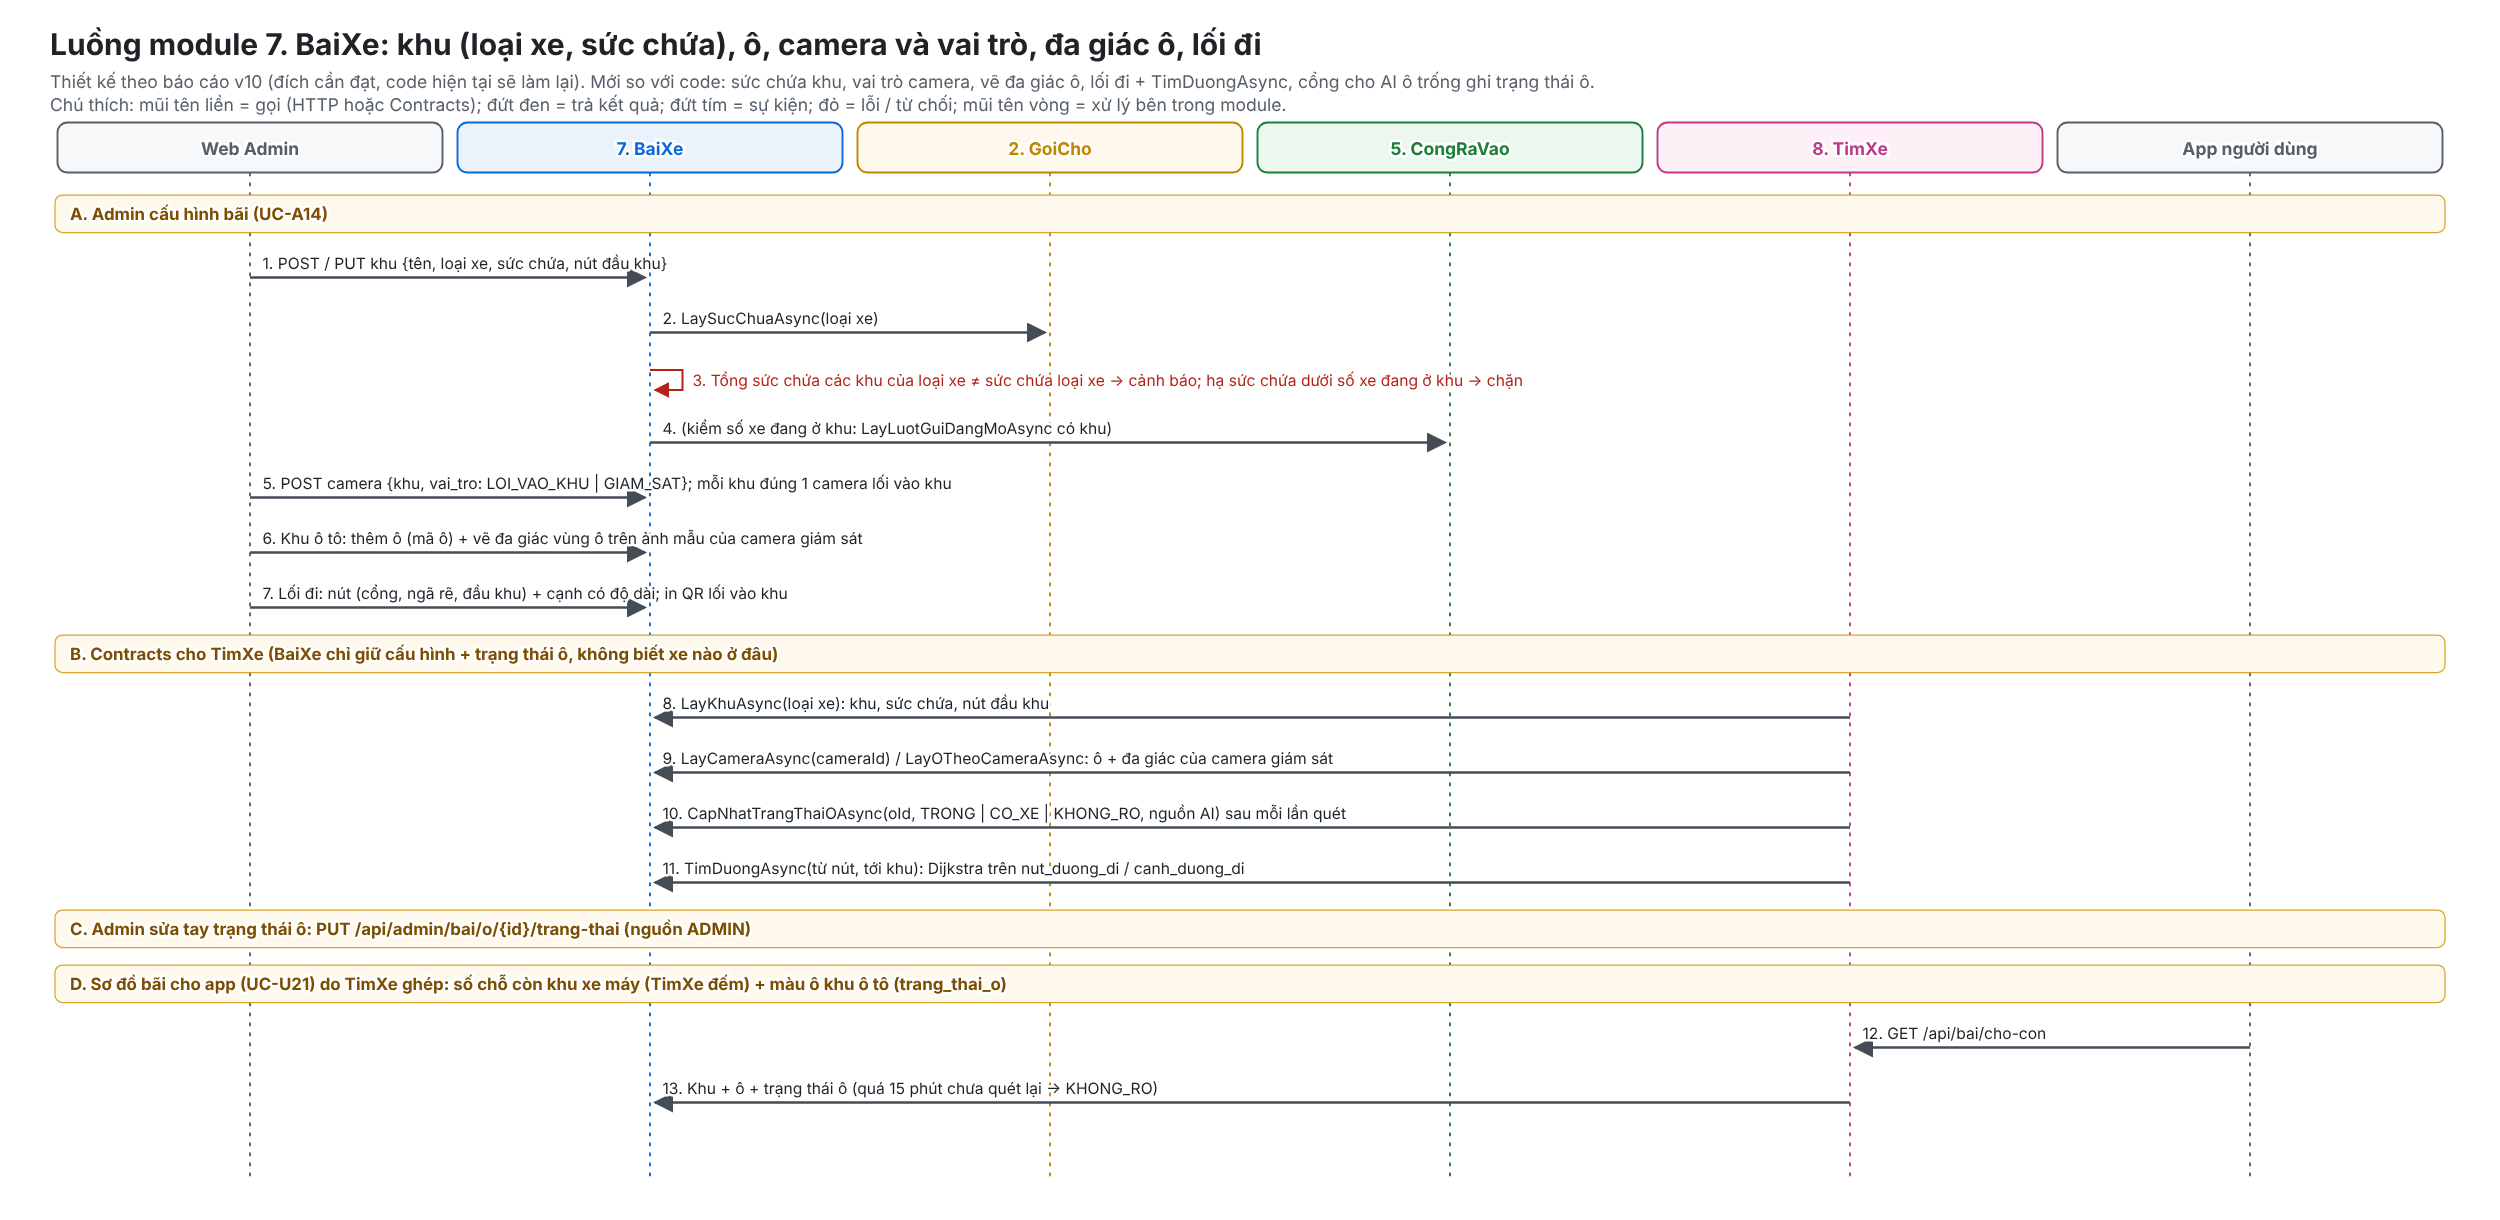 Luồng module 7. BaiXe: khu (loại xe, sức chứa), ô, camera và vai trò, đa giác ô, lối đi
Thiết kế theo báo cáo v10 (đích cần đạt, code hiện tại sẽ làm lại). Mới so với code: sức chứa khu, vai trò camera, vẽ đa giác ô, lối đi + TimDuongAsync, cổng cho AI ô trống ghi trạng thái ô.
Chú thích: mũi tên liền = gọi (HTTP hoặc Contracts); đứt đen = trả kết quả; đứt tím = sự kiện; đỏ = lỗi / từ chối; mũi tên vòng = xử lý bên trong module.
Web Admin
7. BaiXe
2. GoiCho
5. CongRaVao
8. TimXe
App người dùng
A. Admin cấu hình bãi (UC-A14)
1. POST / PUT khu {tên, loại xe, sức chứa, nút đầu khu}
2. LaySucChuaAsync(loại xe)
3. Tổng sức chứa các khu của loại xe ≠ sức chứa loại xe → cảnh báo; hạ sức chứa dưới số xe đang ở khu → chặn
4. (kiểm số xe đang ở khu: LayLuotGuiDangMoAsync có khu)
5. POST camera {khu, vai_tro: LOI_VAO_KHU | GIAM_SAT}; mỗi khu đúng 1 camera lối vào khu
6. Khu ô tô: thêm ô (mã ô) + vẽ đa giác vùng ô trên ảnh mẫu của camera giám sát
7. Lối đi: nút (cổng, ngã rẽ, đầu khu) + cạnh có độ dài; in QR lối vào khu
B. Contracts cho TimXe (BaiXe chỉ giữ cấu hình + trạng thái ô, không biết xe nào ở đâu)
8. LayKhuAsync(loại xe): khu, sức chứa, nút đầu khu
9. LayCameraAsync(cameraId) / LayOTheoCameraAsync: ô + đa giác của camera giám sát
10. CapNhatTrangThaiOAsync(oId, TRONG | CO_XE | KHONG_RO, nguồn AI) sau mỗi lần quét
11. TimDuongAsync(từ nút, tới khu): Dijkstra trên nut_duong_di / canh_duong_di
C. Admin sửa tay trạng thái ô: PUT /api/admin/bai/o/{id}/trang-thai (nguồn ADMIN)
D. Sơ đồ bãi cho app (UC-U21) do TimXe ghép: số chỗ còn khu xe máy (TimXe đếm) + màu ô khu ô tô (trang_thai_o)
12. GET /api/bai/cho-con
13. Khu + ô + trạng thái ô (quá 15 phút chưa quét lại → KHONG_RO)